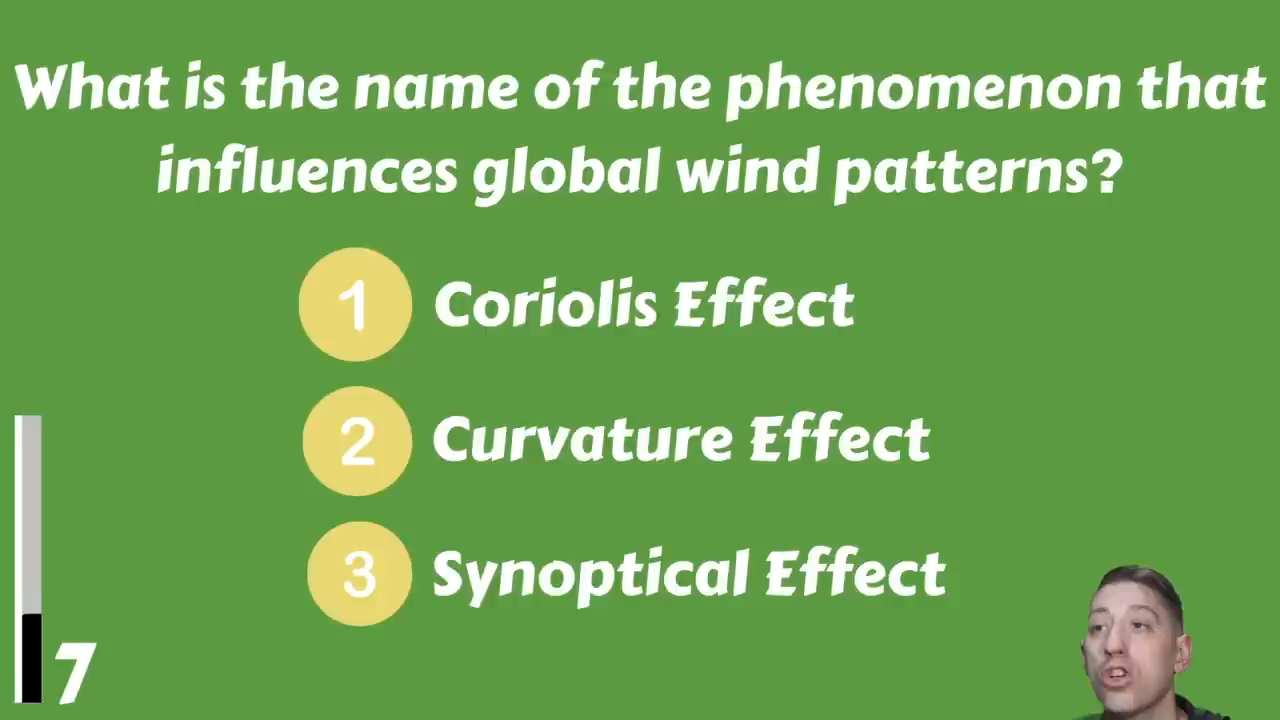 What is the name of the phenomenon that
influences global wind patterns?
1 Coriolis Effect
2 Curvature Effect
3 Synoptical Effect
7